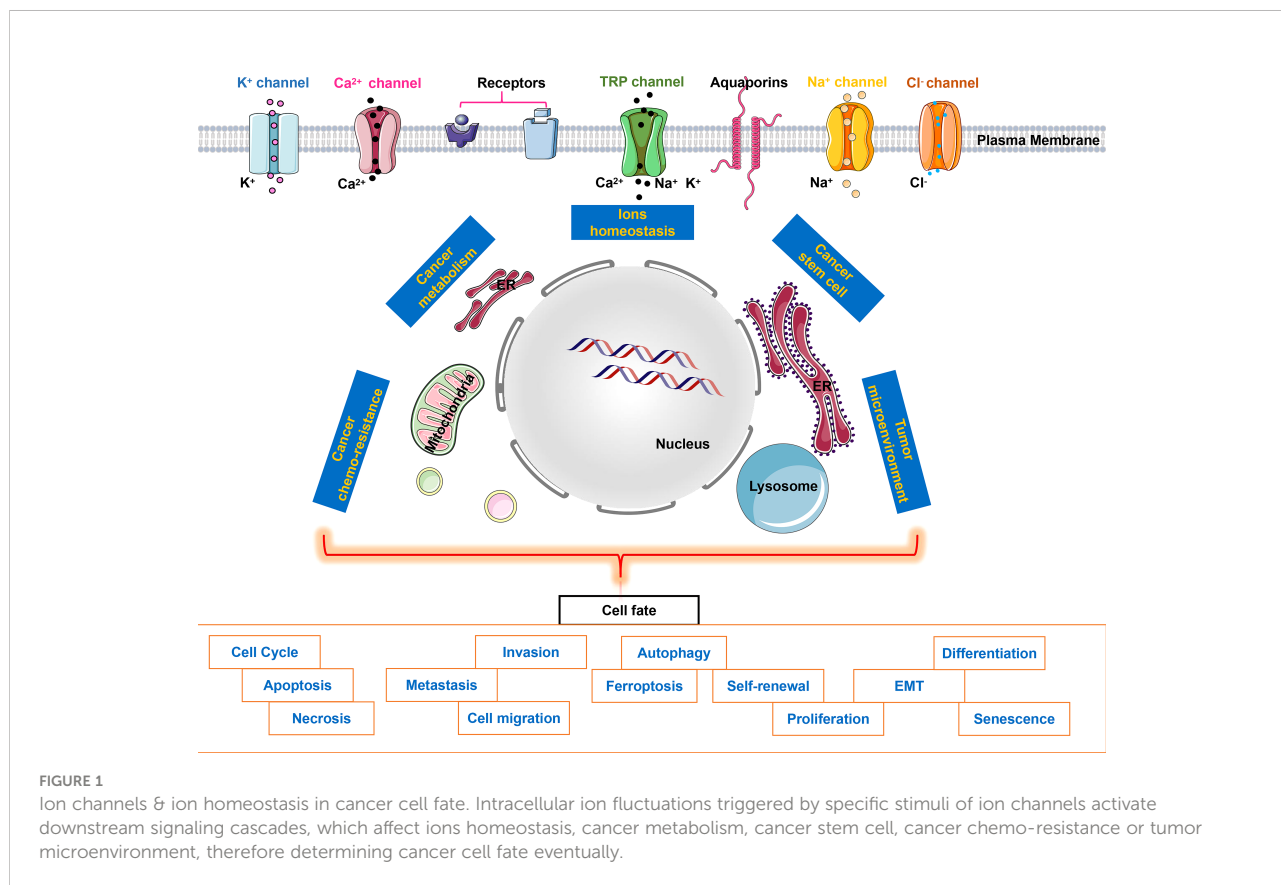 K⁺ channel
Ca²⁺ channel
Receptors
TRP channel
Aquaporins
Na⁺ channel
Cl⁻ channel
Plasma Membrane
K⁺
Ca²⁺
Ca²⁺ Na⁺ K⁺
Na⁺
Cl⁻
Ions
homeostasis
Cancer
metabolism
Cancer
stem cell
ER
ER
Cancer
chemo-resistance
Mitochondria
Nucleus
Lysosome
Tumor
microenvironment
Cell fate
Cell Cycle
Invasion
Autophagy
Differentiation
Apoptosis
Metastasis
Ferroptosis
Self-renewal
EMT
Necrosis
Cell migration
Proliferation
Senescence
FIGURE 1
Ion channels & ion homeostasis in cancer cell fate. Intracellular ion fluctuations triggered by specific stimuli of ion channels activate
downstream signaling cascades, which affect ions homeostasis, cancer metabolism, cancer stem cell, cancer chemo-resistance or tumor
microenvironment, therefore determining cancer cell fate eventually.